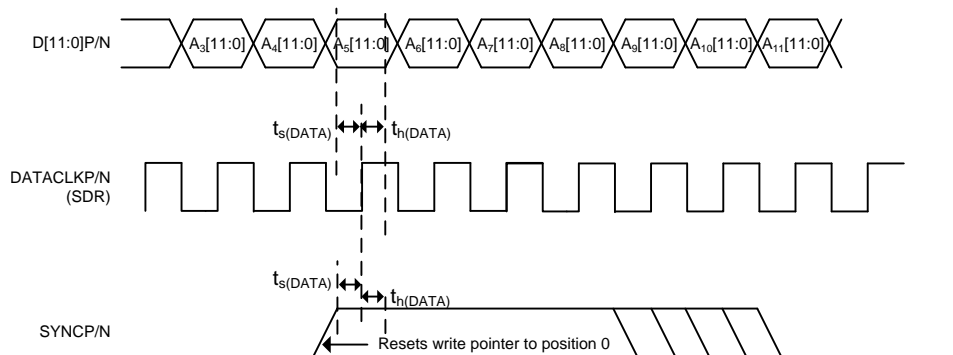 D[11:0]P/N
A3[11:0] A4[11:0] A5[11:0] A6[11:0] A7[11:0] A8[11:0] A9[11:0] A10[11:0] A11[11:0]
ts(DATA) th(DATA)
DATACLKP/N
(SDR)
ts(DATA)
th(DATA)
SYNCP/N
Resets write pointer to position 0